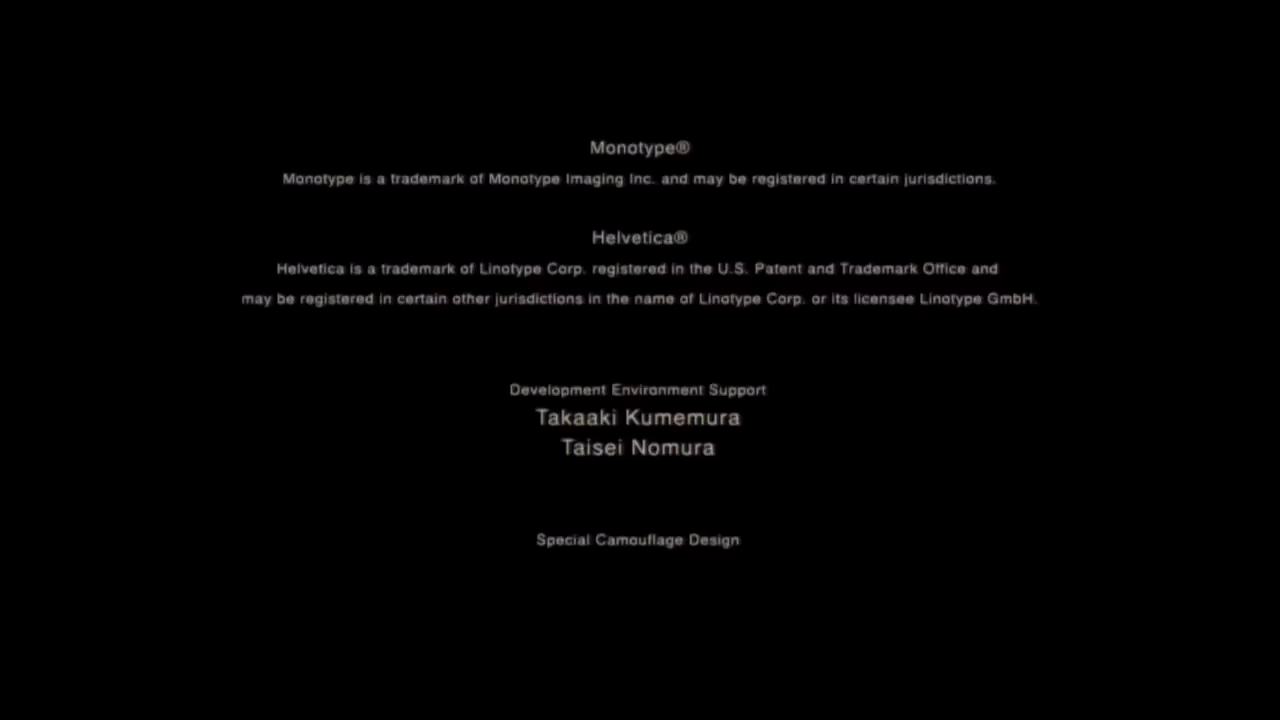 Monotype®
Monotype is a trademark of Monotype Imaging Inc. and may be registered in certain jurisdictions.
Helvetica®
Helvetica is a trademark of Linotype Corp. registered in the U.S. Patent and Trademark Office and
may be registered in certain other jurisdictions in the name of Linotype Corp. or its licensee Linotype GmbH.
Development Environment Support
Takaaki Kumemura
Taisei Nomura
Special Camouflage Design